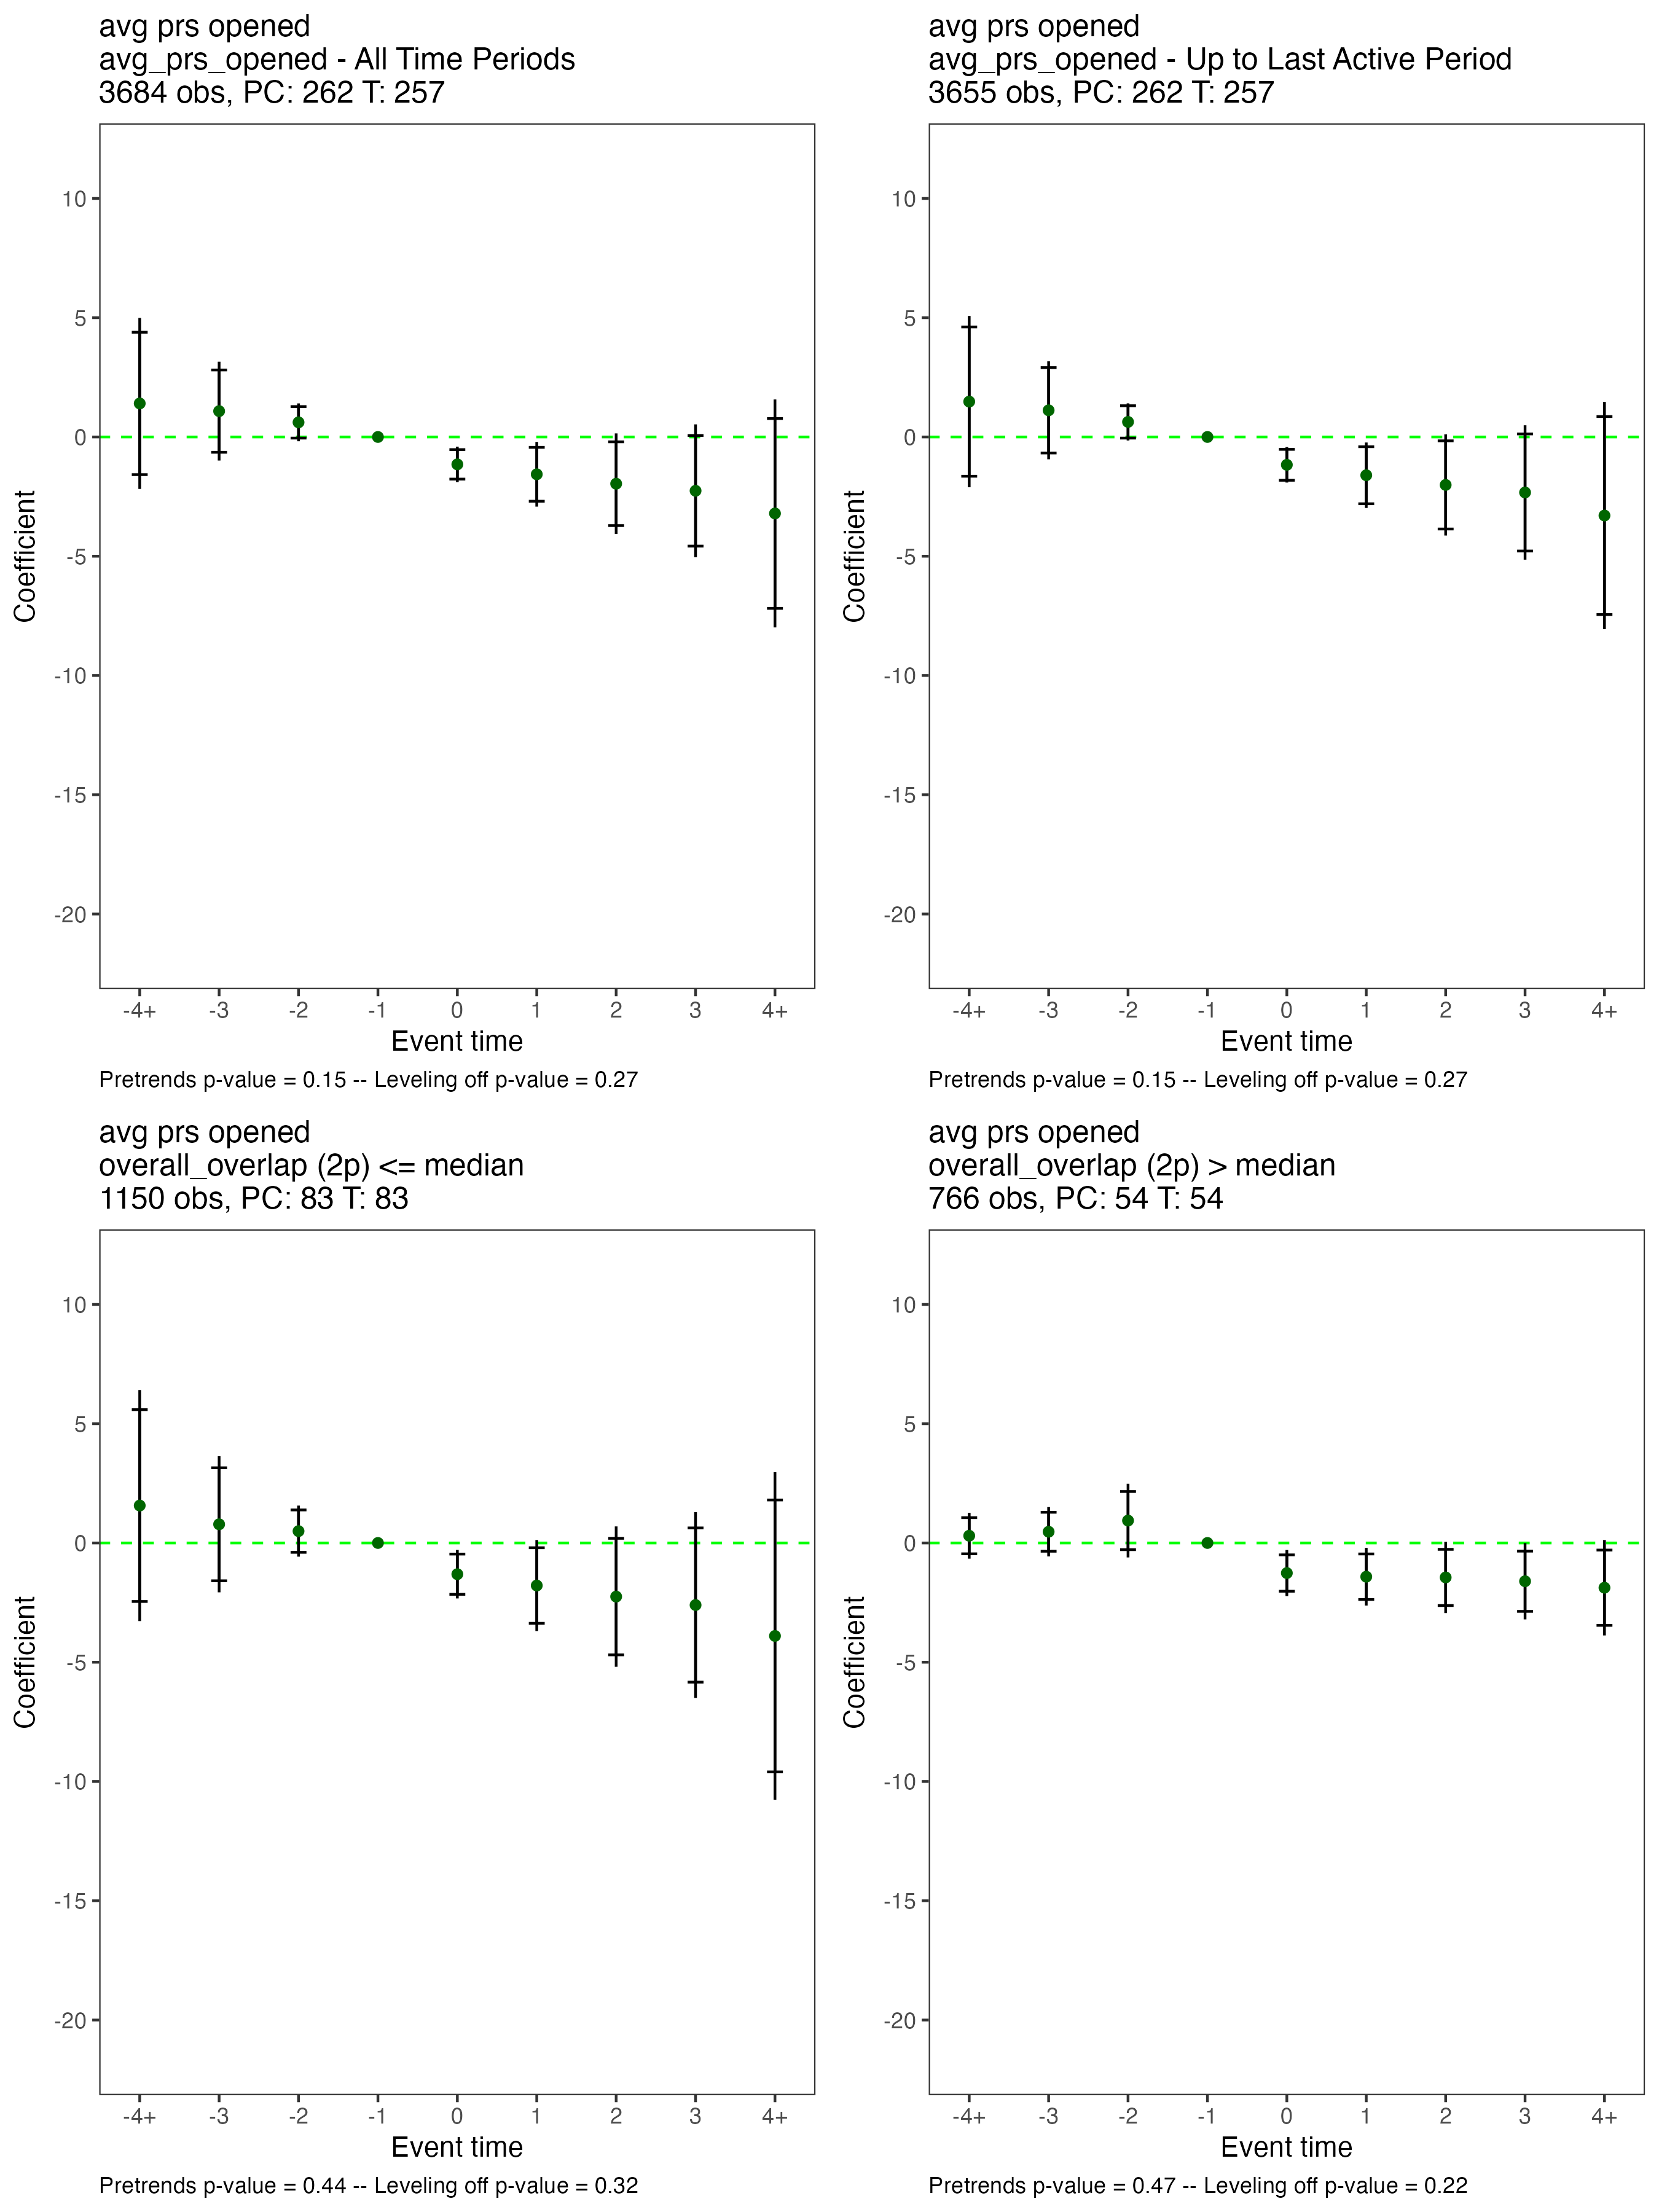 avg prs opened
avg_prs_opened - All Time Periods
3684 obs, PC: 262 T: 257
10
5
0
-5
-10
-15
-20
Coefficient
-4+ -3 -2 -1 0 1 2 3 4+
Event time
Pretrends p-value = 0.15 -- Leveling off p-value = 0.27
avg prs opened
avg_prs_opened - Up to Last Active Period
3655 obs, PC: 262 T: 257
10
5
0
-5
-10
-15
-20
Coefficient
-4+ -3 -2 -1 0 1 2 3 4+
Event time
Pretrends p-value = 0.15 -- Leveling off p-value = 0.27
avg prs opened
overall_overlap (2p) <= median
1150 obs, PC: 83 T: 83
10
5
0
-5
-10
-15
-20
Coefficient
-4+ -3 -2 -1 0 1 2 3 4+
Event time
Pretrends p-value = 0.44 -- Leveling off p-value = 0.32
avg prs opened
overall_overlap (2p) > median
766 obs, PC: 54 T: 54
10
5
0
-5
-10
-15
-20
Coefficient
-4+ -3 -2 -1 0 1 2 3 4+
Event time
Pretrends p-value = 0.47 -- Leveling off p-value = 0.22